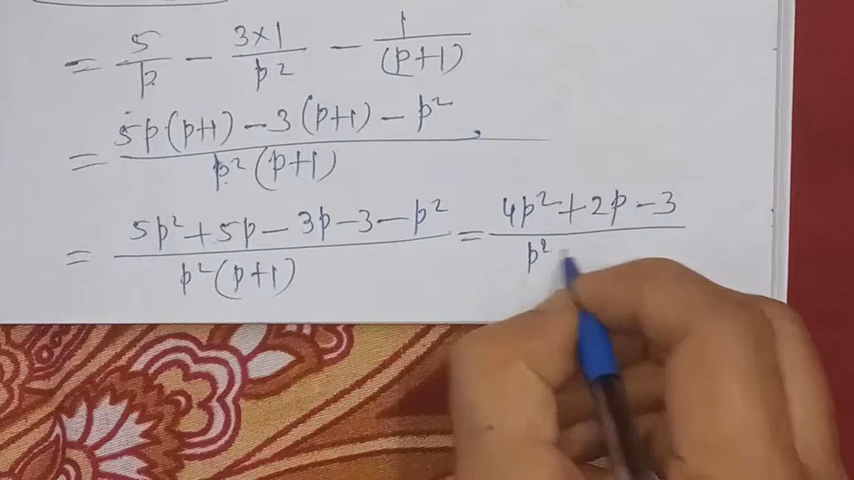 = 5/p - 3×1/p² - 1/(p+1)
= 5p(p+1) - 3(p+1) - p² / p²(p+1)
= 5p² + 5p - 3p - 3 - p² / p²(p+1) = 4p² + 2p - 3 / p²